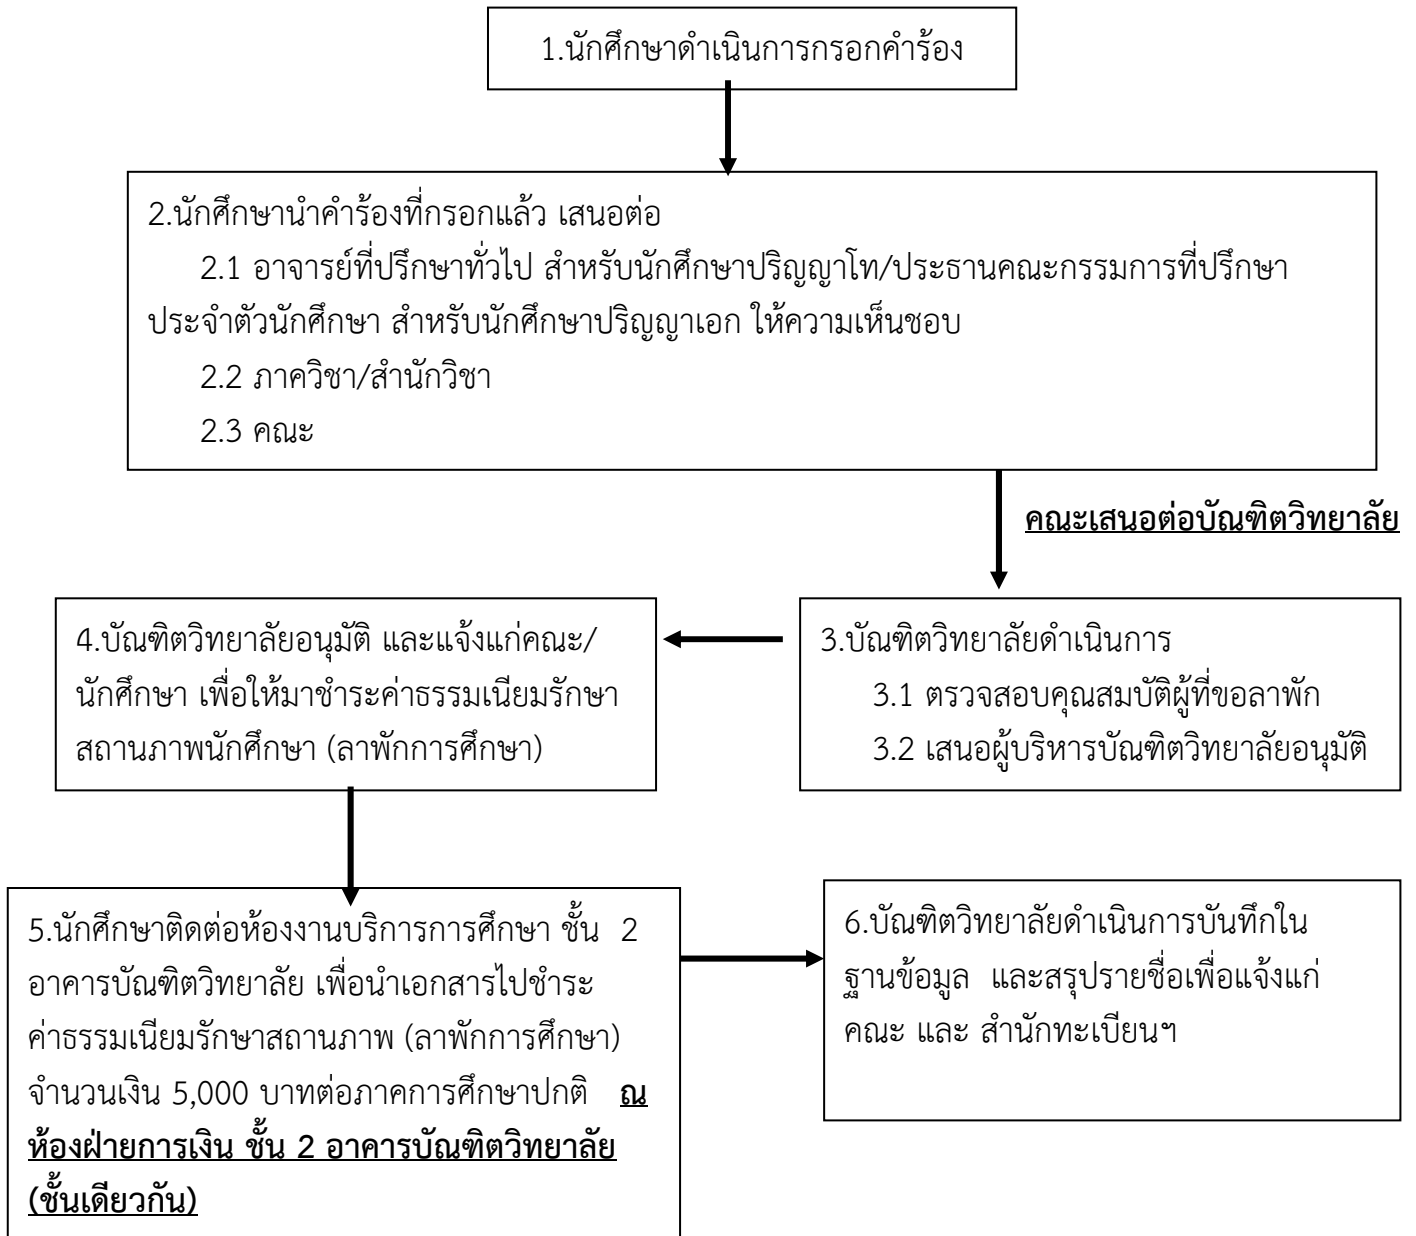 1.นักศึกษาดำเนินการกรอกคำร้อง
2.นักศึกษานำคำร้องที่กรอกแล้ว เสนอต่อ
2.1 อาจารย์ที่ปรึกษาทั่วไป สำหรับนักศึกษาปริญญาโท/ประธานคณะกรรมการที่ปรึกษา
ประจำตัวนักศึกษา สำหรับนักศึกษาปริญญาเอก ให้ความเห็นชอบ
2.2 ภาควิชา/สำนักวิชา
2.3 คณะ
คณะเสนอต่อบัณฑิตวิทยาลัย
3.บัณฑิตวิทยาลัยดำเนินการ
3.1 ตรวจสอบคุณสมบัติผู้ที่ขอลาพัก
3.2 เสนอผู้บริหารบัณฑิตวิทยาลัยอนุมัติ
4.บัณฑิตวิทยาลัยอนุมัติ และแจ้งแก่คณะ/
นักศึกษา เพื่อให้มาชำระค่าธรรมเนียมรักษา
สถานภาพนักศึกษา (ลาพักการศึกษา)
5.นักศึกษาติดต่อห้องงานบริการการศึกษา ชั้น 2
อาคารบัณฑิตวิทยาลัย เพื่อนำเอกสารไปชำระ
ค่าธรรมเนียมรักษาสถานภาพ (ลาพักการศึกษา)
จำนวนเงิน 5,000 บาทต่อภาคการศึกษาปกติ ณ
ห้องฝ่ายการเงิน ชั้น 2 อาคารบัณฑิตวิทยาลัย
(ชั้นเดียวกัน)
6.บัณฑิตวิทยาลัยดำเนินการบันทึกใน
ฐานข้อมูล และสรุปรายชื่อเพื่อแจ้งแก่
คณะ และ สำนักทะเบียนฯ